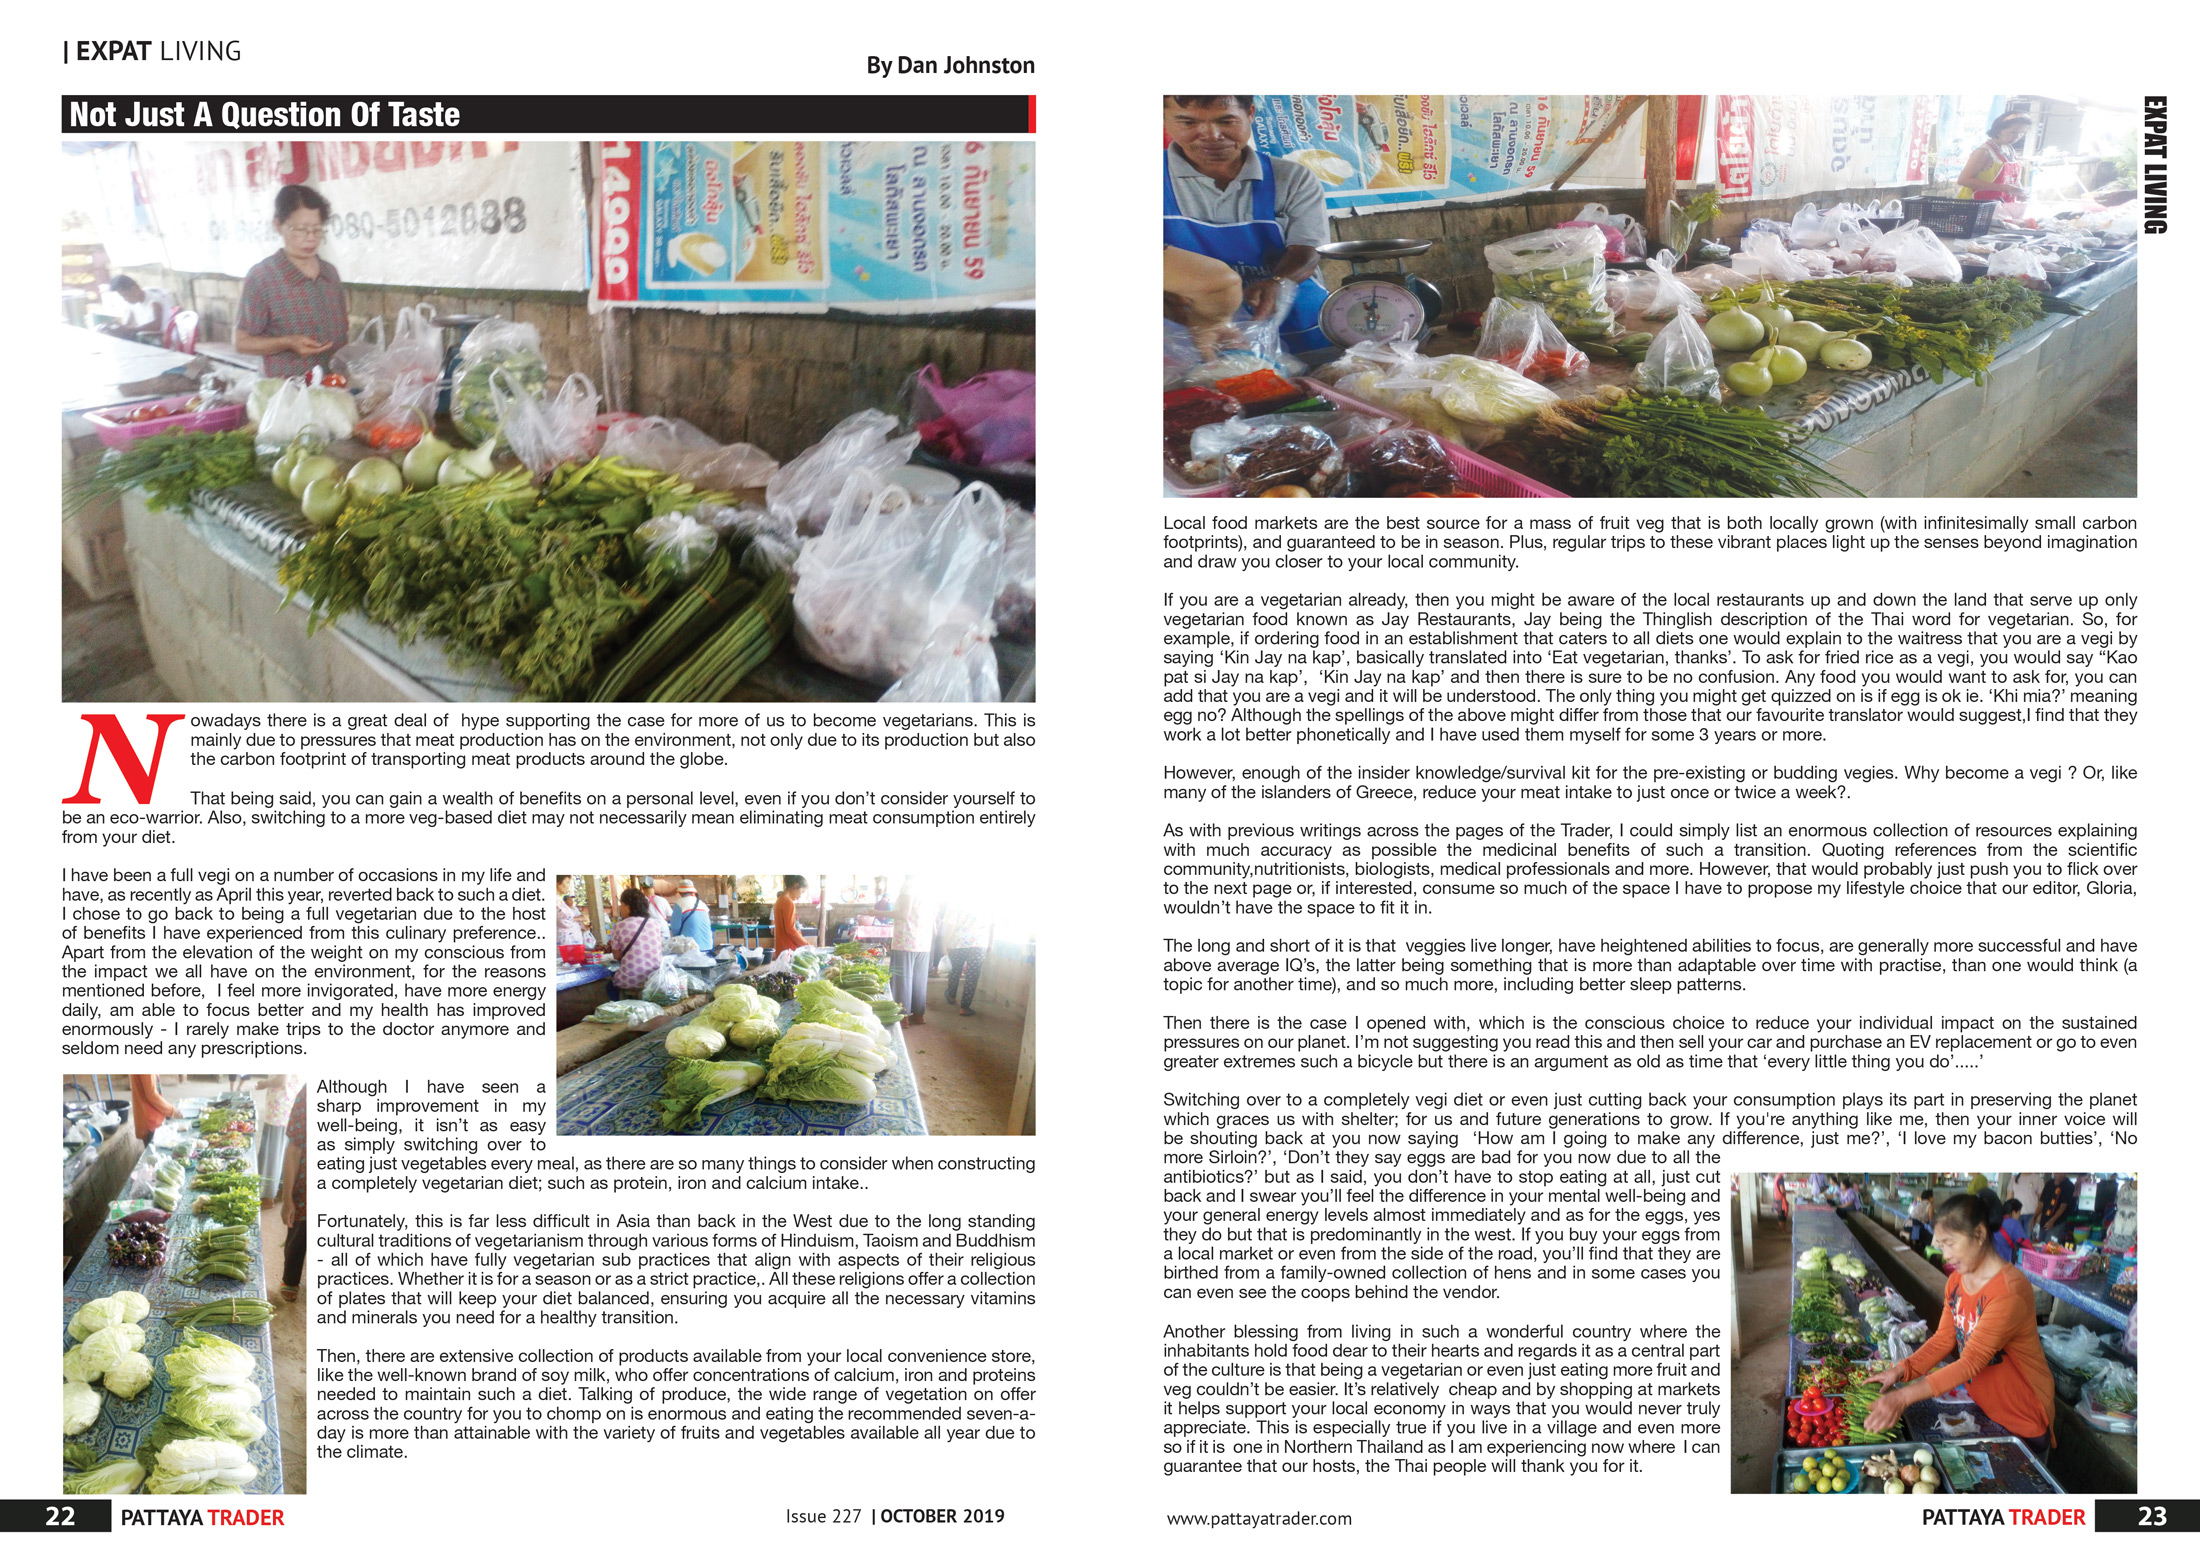 | EXPAT LIVING
By Dan Johnston
Not Just A Question Of Taste
080-5012888
14990
GALAXY
6 กันยายน 59
Nowadays there is a great deal of  hype supporting the case for more of us to become vegetarians. This is
mainly due to pressures that meat production has on the environment, not only due to its production but also
the carbon footprint of transporting meat products around the globe.
That being said, you can gain a wealth of benefits on a personal level, even if you don’t consider yourself to
be an eco-warrior. Also, switching to a more veg-based diet may not necessarily mean eliminating meat consumption entirely
from your diet.
I have been a full vegi on a number of occasions in my life and
have, as recently as April this year, reverted back to such a diet.
I chose to go back to being a full vegetarian due to the host
of benefits I have experienced from this culinary preference..
Apart from the elevation of the weight on my conscious from
the impact we all have on the environment, for the reasons
mentioned before,  I feel more invigorated, have more energy
daily, am able to focus better and my health has improved
enormously - I rarely make trips to the doctor anymore and
seldom need any prescriptions.
Although I have seen a
sharp improvement in my
well-being, it isn’t as easy
as simply switching over to
eating just vegetables every meal, as there are so many things to consider when constructing
a completely vegetarian diet; such as protein, iron and calcium intake..
Fortunately, this is far less difficult in Asia than back in the West due to the long standing
cultural traditions of vegetarianism through various forms of Hinduism, Taoism and Buddhism
- all of which have fully vegetarian sub practices that align with aspects of their religious
practices. Whether it is for a season or as a strict practice,. All these religions offer a collection
of plates that will keep your diet balanced, ensuring you acquire all the necessary vitamins
and minerals you need for a healthy transition.
Then, there are extensive collection of products available from your local convenience store,
like the well-known brand of soy milk, who offer concentrations of calcium, iron and proteins
needed to maintain such a diet. Talking of produce, the wide range of vegetation on offer
across the country for you to chomp on is enormous and eating the recommended seven-a-
day is more than attainable with the variety of fruits and vegetables available all year due to
the climate.
22 PATTAYA TRADER
Issue 227 | OCTOBER 2019
EXPAT LIVING
Local food markets are the best source for a mass of fruit veg that is both locally grown (with infinitesimally small carbon
footprints), and guaranteed to be in season. Plus, regular trips to these vibrant places light up the senses beyond imagination
and draw you closer to your local community.
If you are a vegetarian already, then you might be aware of the local restaurants up and down the land that serve up only
vegetarian food known as Jay Restaurants, Jay being the Thinglish description of the Thai word for vegetarian. So, for
example, if ordering food in an establishment that caters to all diets one would explain to the waitress that you are a vegi by
saying ‘Kin Jay na kap’, basically translated into ‘Eat vegetarian, thanks’. To ask for fried rice as a vegi, you would say “Kao
pat si Jay na kap’,  ‘Kin Jay na kap’ and then there is sure to be no confusion. Any food you would want to ask for, you can
add that you are a vegi and it will be understood. The only thing you might get quizzed on is if egg is ok ie. ‘Khi mia?’ meaning
egg no? Although the spellings of the above might differ from those that our favourite translator would suggest,I find that they
work a lot better phonetically and I have used them myself for some 3 years or more.
However, enough of the insider knowledge/survival kit for the pre-existing or budding vegies. Why become a vegi ? Or, like
many of the islanders of Greece, reduce your meat intake to just once or twice a week?.
As with previous writings across the pages of the Trader, I could simply list an enormous collection of resources explaining
with much accuracy as possible the medicinal benefits of such a transition. Quoting references from the scientific
community,nutritionists, biologists, medical professionals and more. However, that would probably just push you to flick over
to the next page or, if interested, consume so much of the space I have to propose my lifestyle choice that our editor, Gloria,
wouldn’t have the space to fit it in.
The long and short of it is that  veggies live longer, have heightened abilities to focus, are generally more successful and have
above average IQ’s, the latter being something that is more than adaptable over time with practise, than one would think (a
topic for another time), and so much more, including better sleep patterns.
Then there is the case I opened with, which is the conscious choice to reduce your individual impact on the sustained
pressures on our planet. I’m not suggesting you read this and then sell your car and purchase an EV replacement or go to even
greater extremes such a bicycle but there is an argument as old as time that ‘every little thing you do’.....’
Switching over to a completely vegi diet or even just cutting back your consumption plays its part in preserving the planet
which graces us with shelter; for us and future generations to grow. If you're anything like me, then your inner voice will
be shouting back at you now saying  ‘How am I going to make any difference, just me?’, ‘I love my bacon butties’, ‘No
more Sirloin?’, ‘Don’t they say eggs are bad for you now due to all the
antibiotics?’ but as I said, you don’t have to stop eating at all, just cut
back and I swear you’ll feel the difference in your mental well-being and
your general energy levels almost immediately and as for the eggs, yes
they do but that is predominantly in the west. If you buy your eggs from
a local market or even from the side of the road, you’ll find that they are
birthed from a family-owned collection of hens and in some cases you
can even see the coops behind the vendor.
Another blessing from living in such a wonderful country where the
inhabitants hold food dear to their hearts and regards it as a central part
of the culture is that being a vegetarian or even just eating more fruit and
veg couldn’t be easier. It’s relatively  cheap and by shopping at markets
it helps support your local economy in ways that you would never truly
appreciate. This is especially true if you live in a village and even more
so if it is  one in Northern Thailand as I am experiencing now where  I can
guarantee that our hosts, the Thai people will thank you for it.
www.pattayatrader.com
PATTAYA TRADER 23